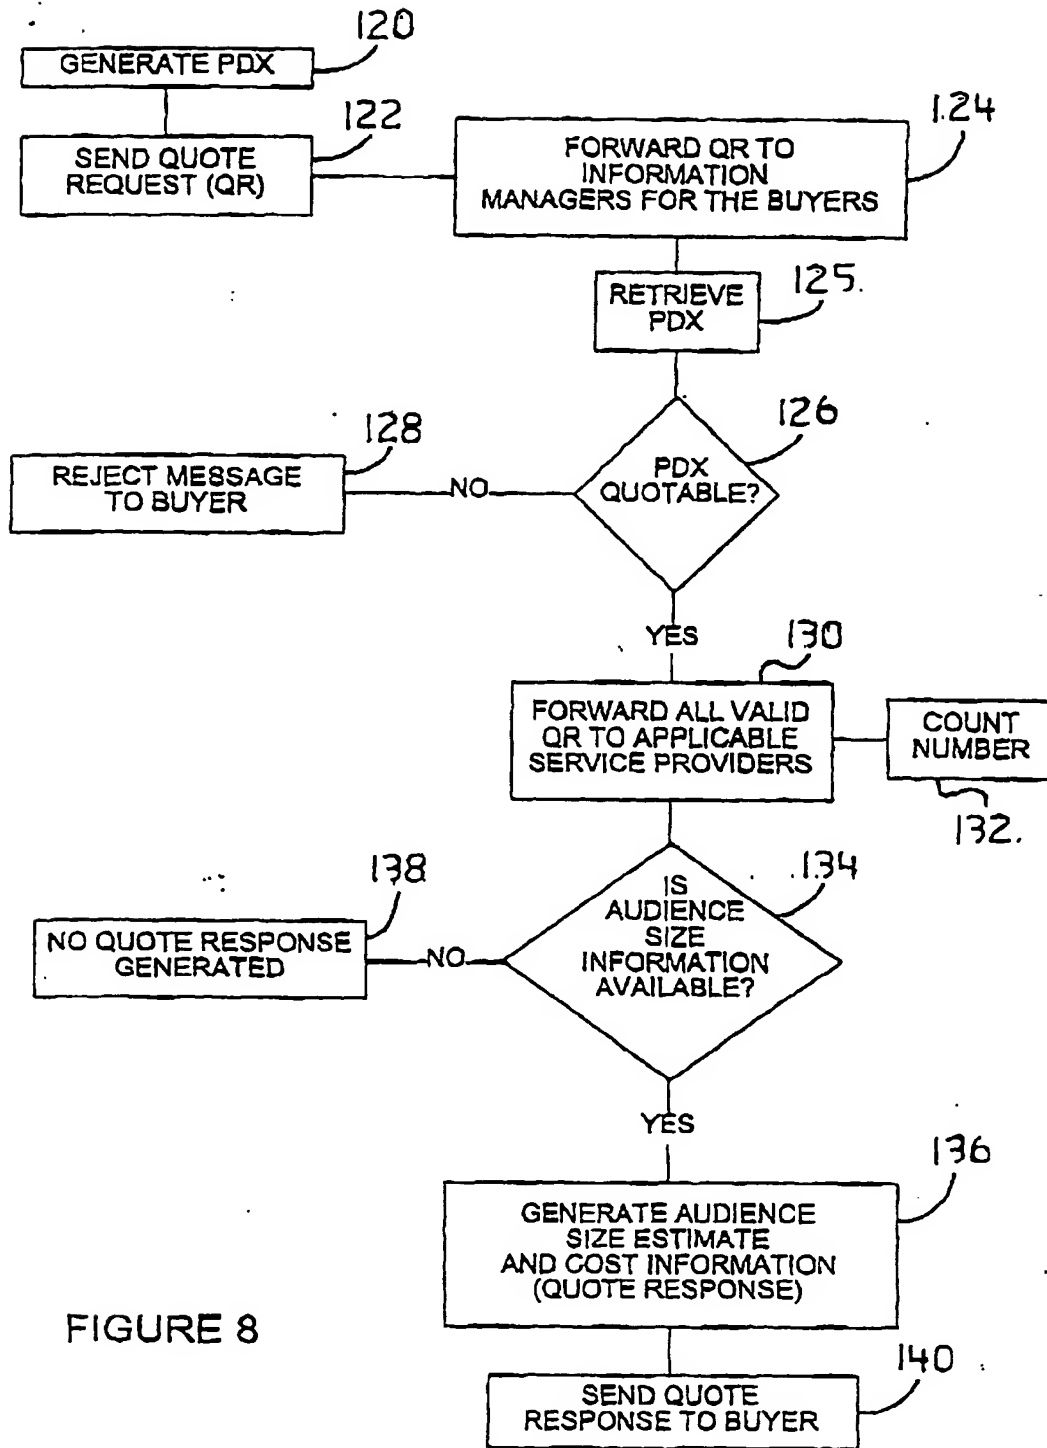 120
GENERATE PDX
122
SEND QUOTE
REQUEST (QR)
124
FORWARD QR TO
INFORMATION
MANAGERS FOR THE BUYERS
125.
RETRIEVE
PDX
126
PDX
QUOTABLE?
128
REJECT MESSAGE
TO BUYER
NO
YES
130
FORWARD ALL VALID
QR TO APPLICABLE
SERVICE PROVIDERS
COUNT
NUMBER
132.
134
IS
AUDIENCE
SIZE
INFORMATION
AVAILABLE?
138
NO QUOTE RESPONSE
GENERATED
NO
YES
136
GENERATE AUDIENCE
SIZE ESTIMATE
AND COST INFORMATION
(QUOTE RESPONSE)
FIGURE 8
140
SEND QUOTE
RESPONSE TO BUYER